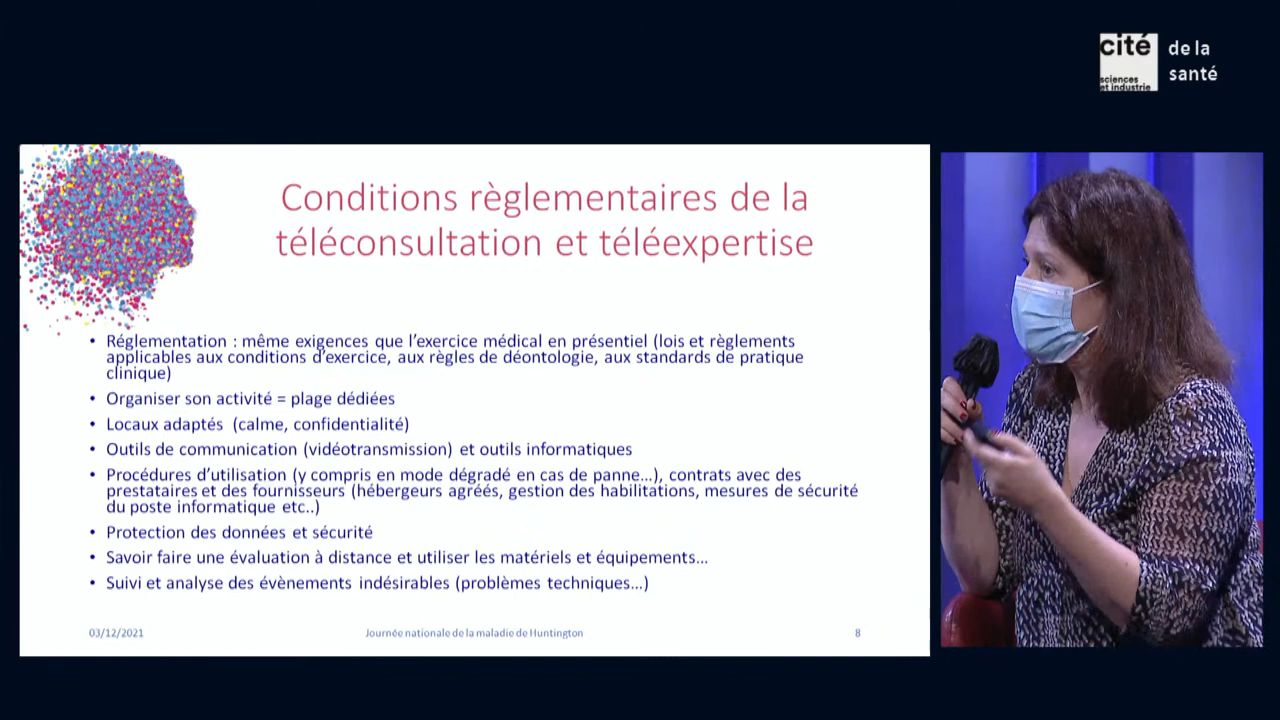 cité
sciences
et industrie
de la
santé
Conditions règlementaires de la
téléconsultation et téléexpertise
• Réglementation : même exigences que l’exercice médical en présentiel (lois et règlements
applicables aux conditions d’exercice, aux règles de déontologie, aux standards de pratique
clinique)
• Organiser son activité = plage dédiées
• Locaux adaptés (calme, confidentialité)
• Outils de communication (vidéotransmission) et outils informatiques
• Procédures d’utilisation (y compris en mode dégradé en cas de panne…), contrats avec des
prestataires et des fournisseurs (hébergeurs agréés, gestion des habilitations, mesures de sécurité
du poste informatique etc..)
• Protection des données et sécurité
• Savoir faire une évaluation à distance et utiliser les matériels et équipements…
• Suivi et analyse des évènements indésirables (problèmes techniques…)
03/12/2021
Journée nationale de la maladie de Huntington
8